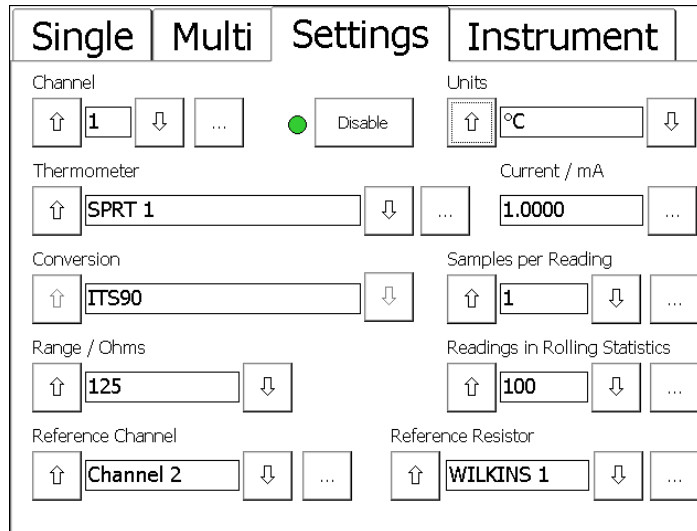 Single Multi Settings Instrument
Channel Units
1 ... Disable °C
Thermometer Current / mA
SPRT 1 ... 1.0000 ...
Conversion Samples per Reading
ITS90 1 ...
Range / Ohms Readings in Rolling Statistics
125 100 ...
Reference Channel Reference Resistor
Channel 2 ... WILKINS 1 ...